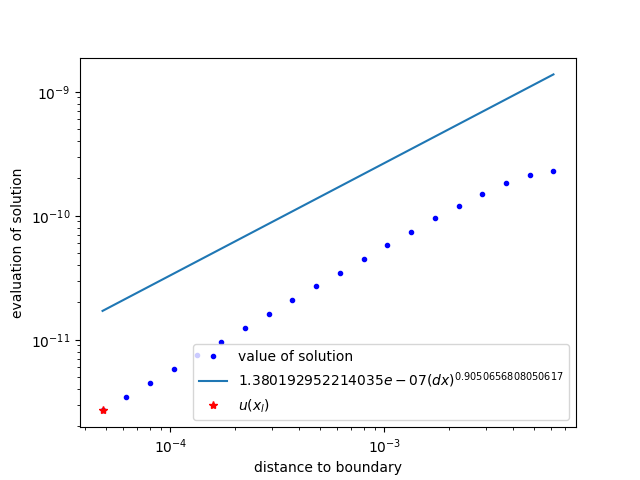 10⁻⁹
10⁻¹⁰
10⁻¹¹
evaluation of solution
value of solution
1.380192952214035e − 07(dx)^0.9050656808050617
u(x_l)
10⁻⁴
10⁻³
distance to boundary